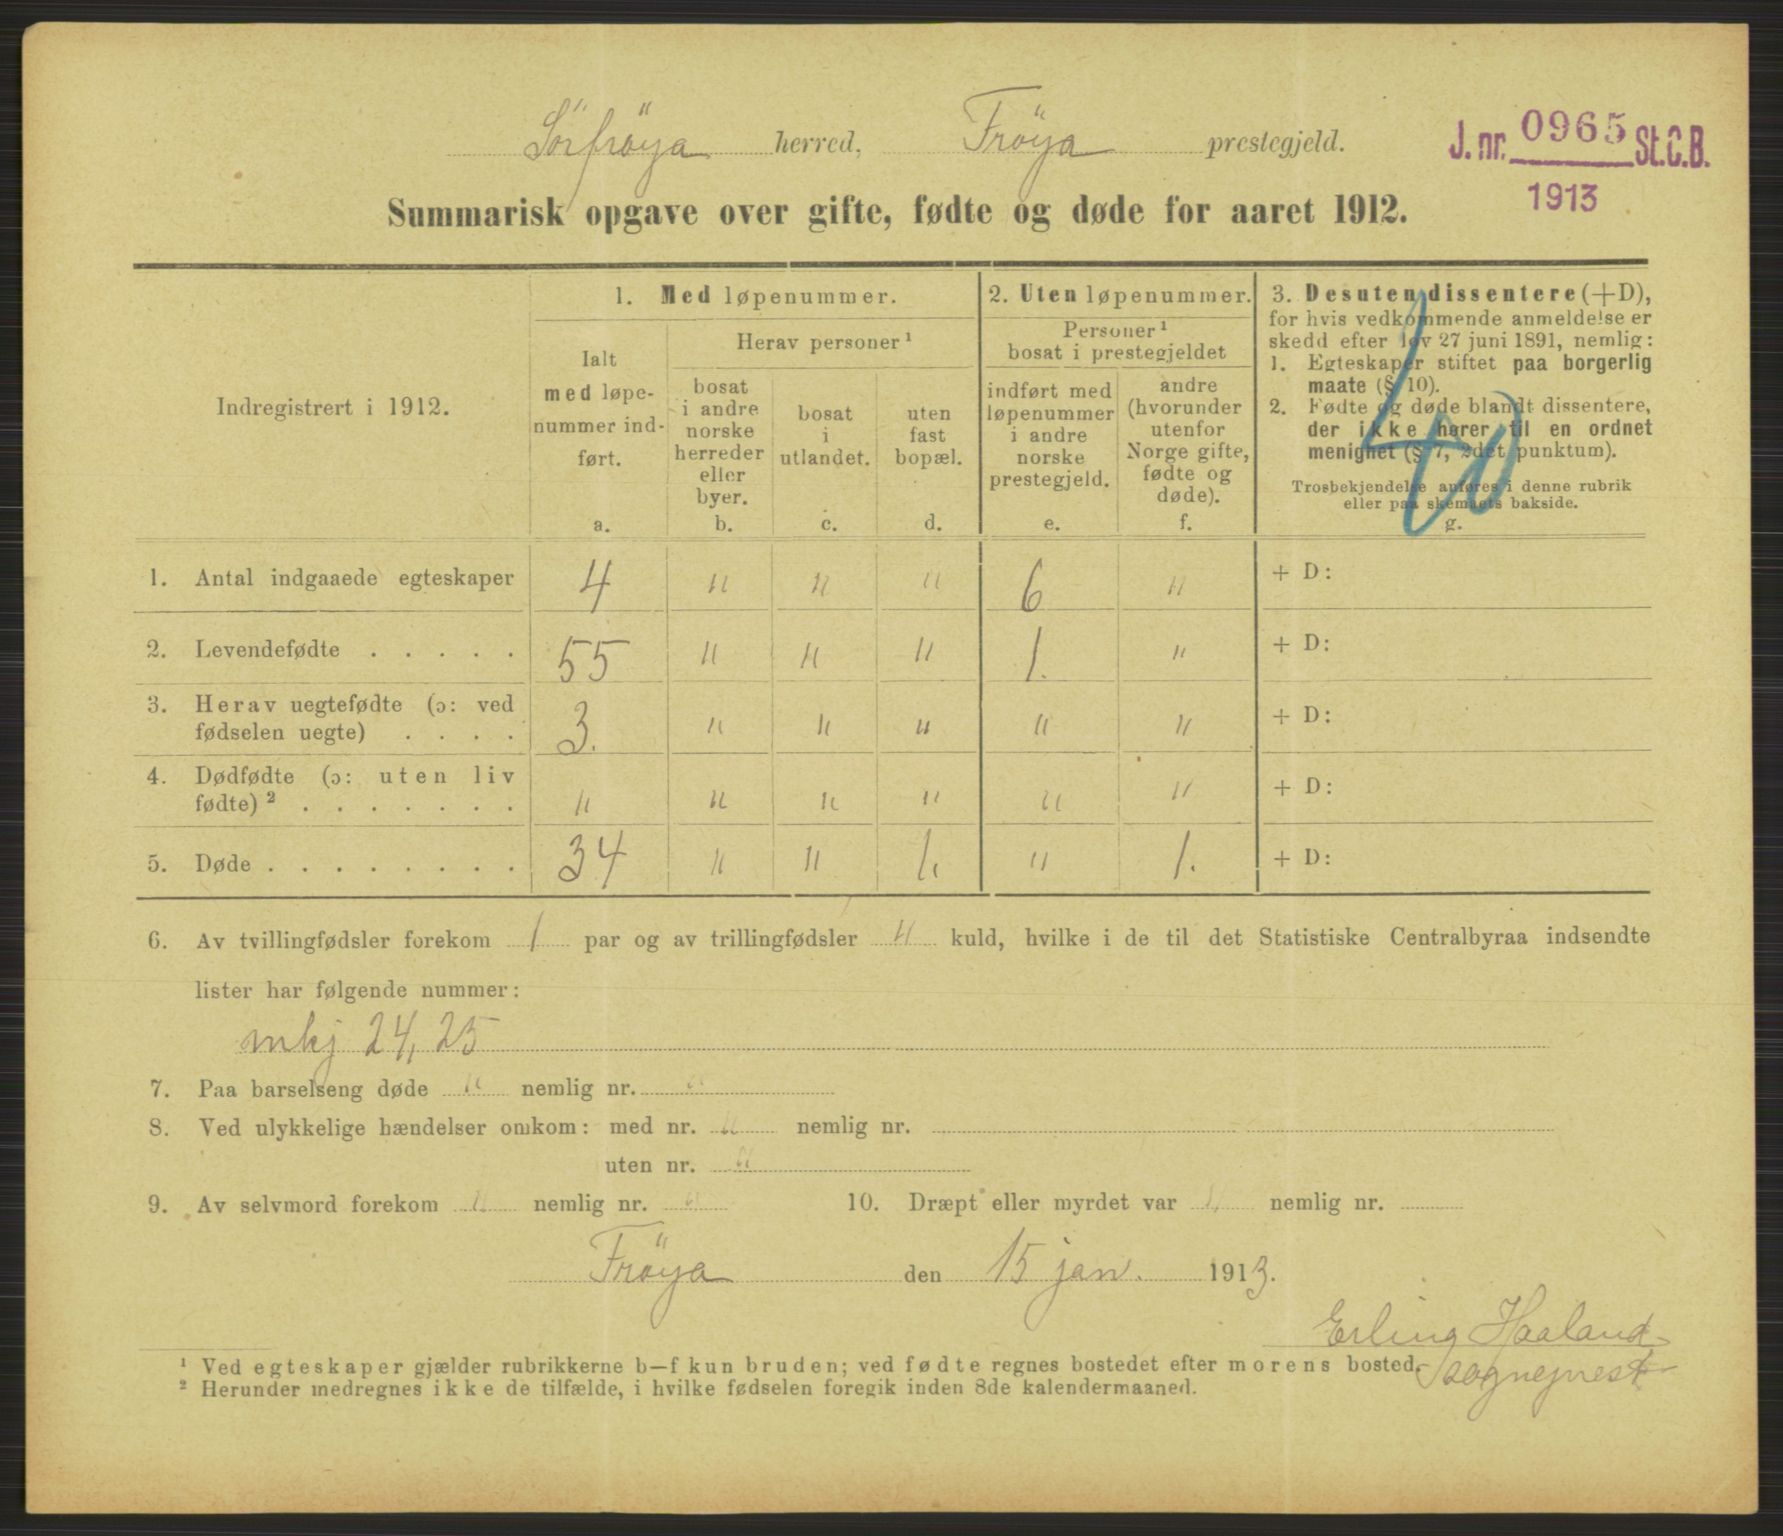 Sörfröya herred, Fröya prestegjeld.
J. nr. 0965 St. C. B.
1913
Summarisk opgave over gifte, fødte og døde for aaret 1912.
Indregistrert i 1912.
1. Med løpenummer.
Ialt
med løpe-
nummer ind-
ført.
a.
Herav personer ¹
bosat
i andre
norske
herreder
eller
byer.
b.
bosat
i
utlandet.
c.
uten
fast
bopæl.
d.
2. Uten løpenummer.
Personer ¹
bosat i prestegjeldet
indført med
løpenummer
i andre
norske
prestegjeld.
e.
andre
(hvorunder
utenfor
Norge gifte,
fødte og
døde).
f.
3. Desuten dissentere (+D),
for hvis vedkommende anmeldelse er
skedd efter lov 27 juni 1891, nemlig:
1. Egteskaper stiftet paa borgerlig
maate (§ 10).
2. Fødte og døde blandt dissentere,
der ikke hører til en ordnet
menighet (§ 7, 2det punktum).
Trosbekjendelse anføres i denne rubrik
eller paa skemaets bakside.
g.
1. Antal indgaaede egteskaper 4 " " " 6 " + D:
2. Levendefødte . . . . . 55 " " " 1. " + D:
3. Herav uegtefødte (ɔ: ved
fødselen uegte) . . . . 3. " " " " " + D:
4. Dødfødte (ɔ: uten liv
fødte) ² . . . . . . . " " " " " " + D:
5. Døde . . . . . . . . 34 " " 1. " 1. + D:
6. Av tvillingfødsler forekom 1 par og av trillingfødsler " kuld, hvilke i de til det Statistiske Centralbyraa indsendte
lister har følgende nummer:
mkj 24, 25
7. Paa barselseng døde " nemlig nr. "
8. Ved ulykkelige hændelser omkom: med nr. " nemlig nr.
uten nr. "
9. Av selvmord forekom " nemlig nr. " 10. Dræpt eller myrdet var " nemlig nr.
Fröya den 15 jan. 1913.
Erling Haaland
sogneprest
¹ Ved egteskaper gjælder rubrikkerne b—f kun bruden; ved fødte regnes bostedet efter morens bosted.
² Herunder medregnes ikke de tilfælde, i hvilke fødselen foregik inden 8de kalendermaaned.